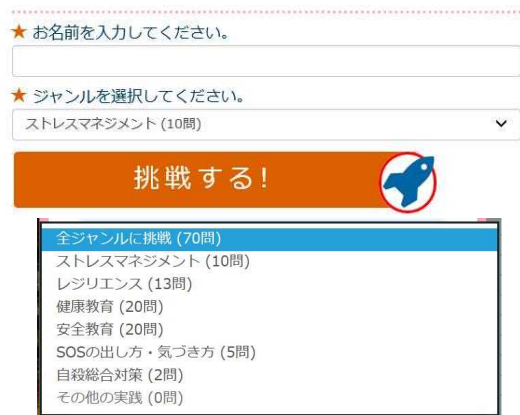 ★ お名前を入力してください。
★ ジャンルを選択してください。
ストレスマネジメント (10問)
挑戦する!
全ジャンルに挑戦 (70問)
ストレスマネジメント (10問)
レジリエンス (13問)
健康教育 (20問)
安全教育 (20問)
SOSの出し方・気づき方 (5問)
自殺総合対策 (2問)
その他の実践 (0問)